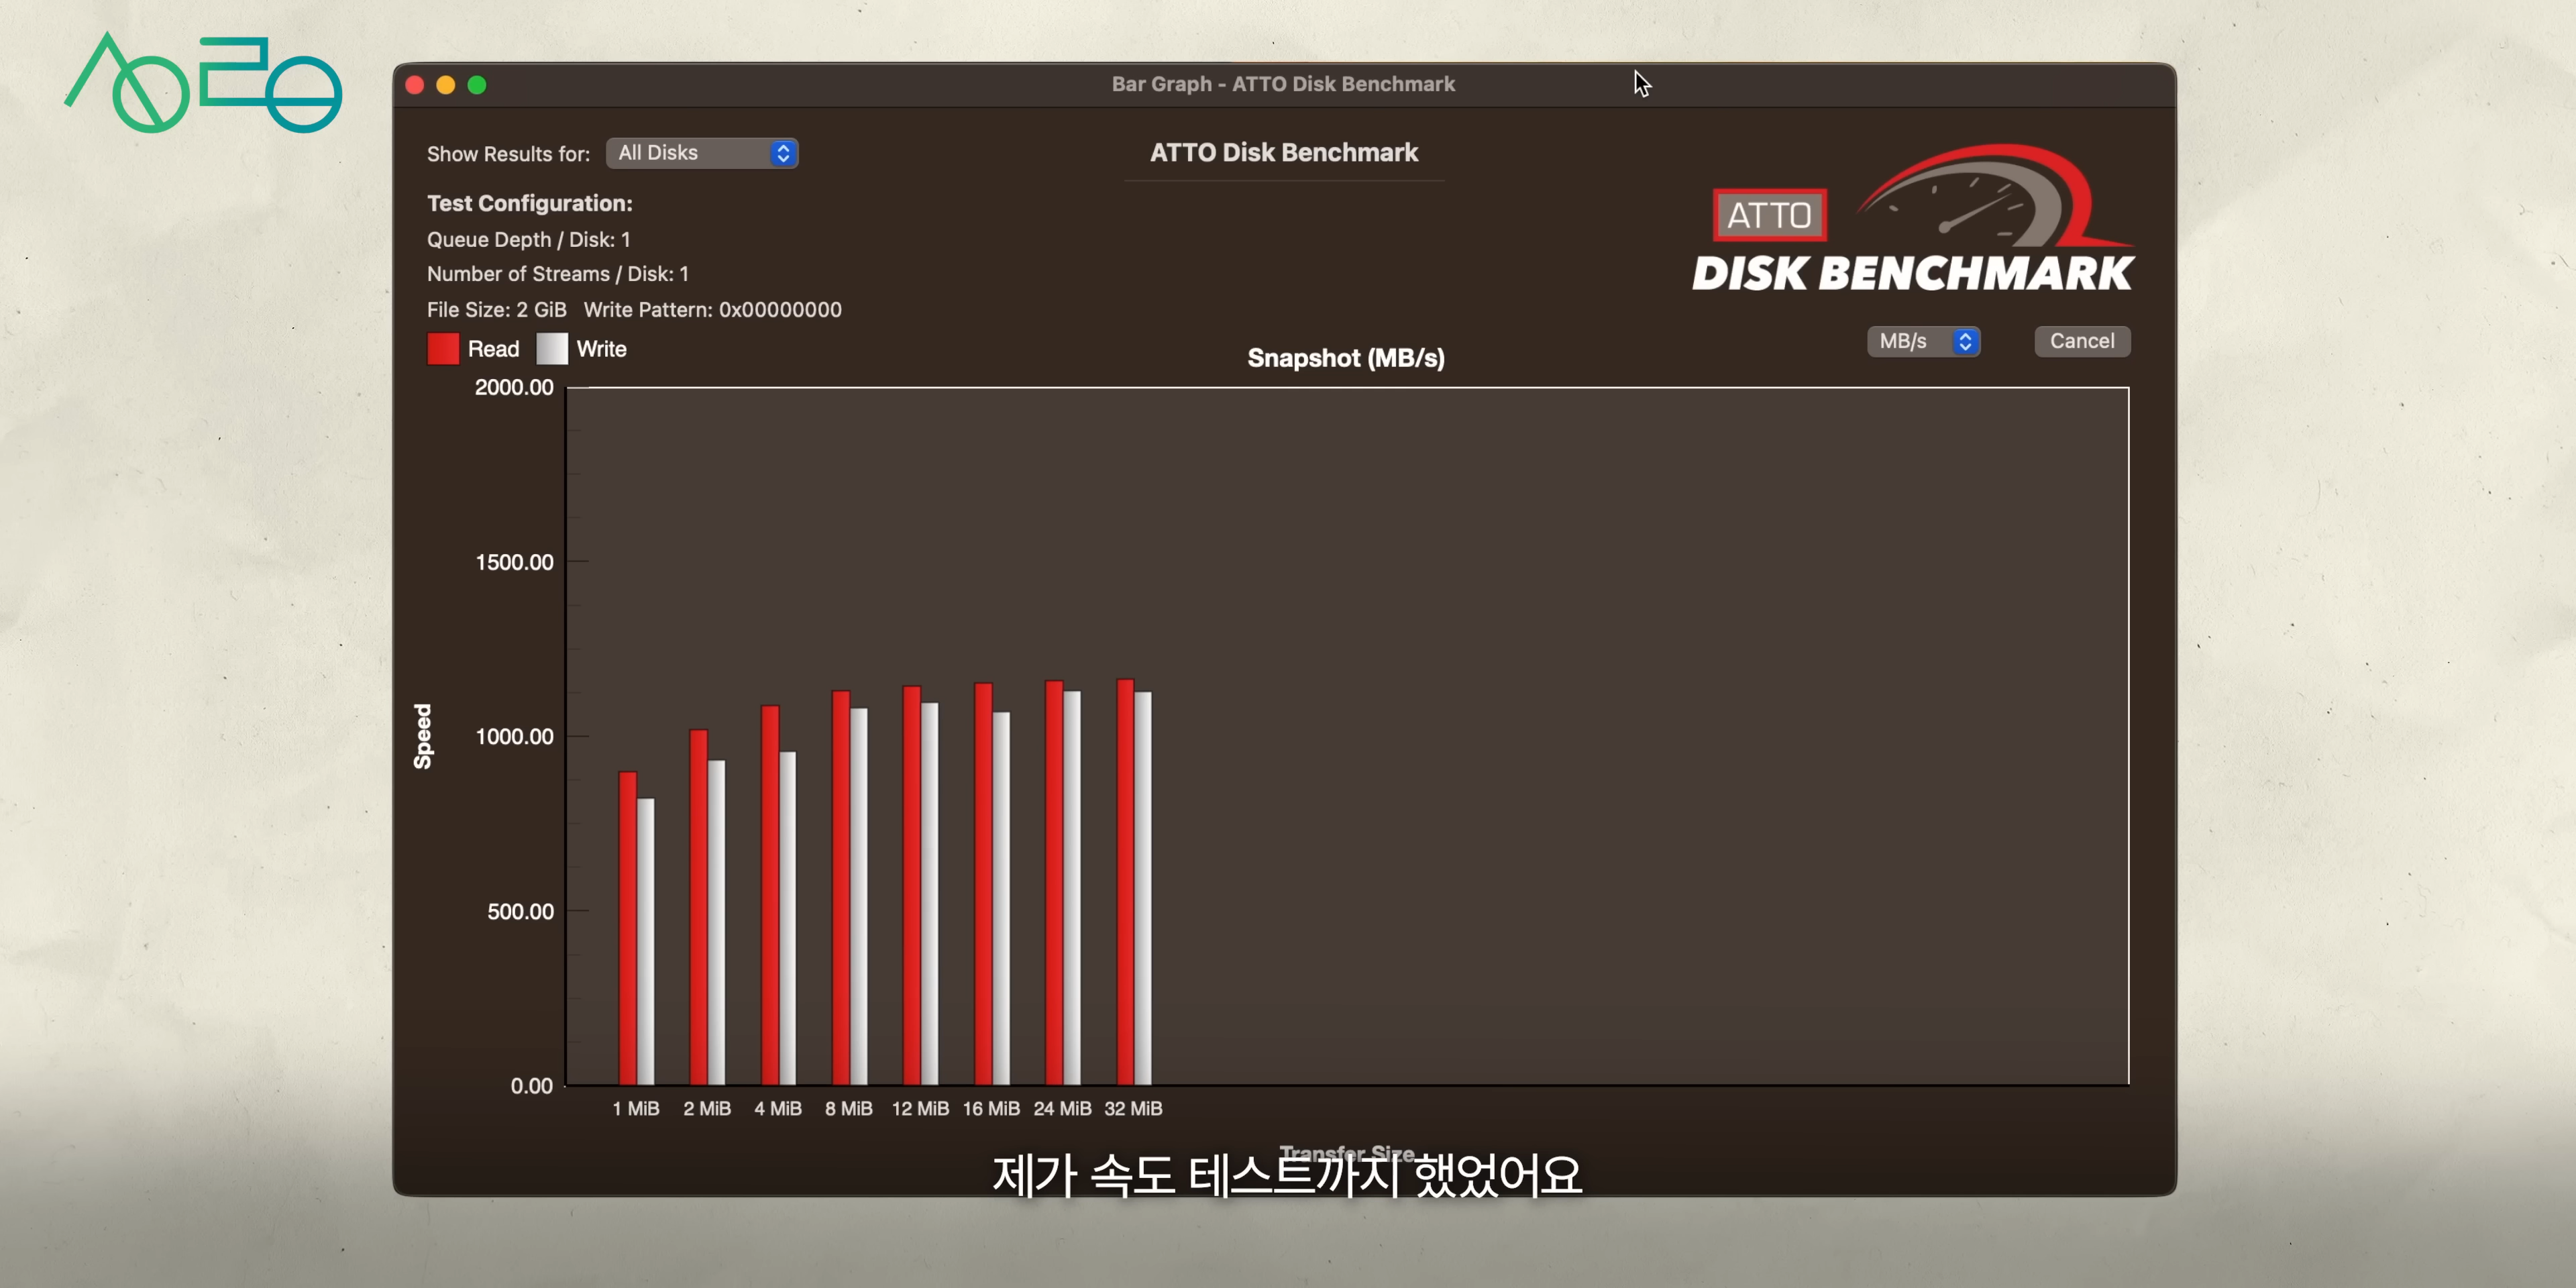 Bar Graph - ATTO Disk Benchmark
Show Results for: All Disks
ATTO Disk Benchmark
Test Configuration:
Queue Depth / Disk: 1
Number of Streams / Disk: 1
File Size: 2 GiB Write Pattern: 0x00000000
ATTO
DISK BENCHMARK
Read Write
Snapshot (MB/s)
MB/s Cancel
2000.00
1500.00
1000.00
500.00
0.00
Speed
1 MiB 2 MiB 4 MiB 8 MiB 12 MiB 16 MiB 24 MiB 32 MiB
Transfer Size
제가 속도 테스트까지 했었어요